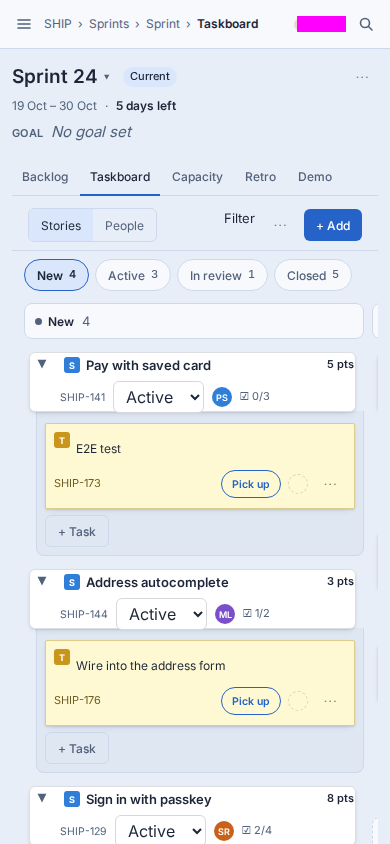 SHIP › Sprints › Sprint › Taskboard
Sprint 24 ▾ Current ...
19 Oct – 30 Oct · 5 days left
GOAL No goal set
Backlog Taskboard Capacity Retro Demo
Stories People Filter ... + Add
New 4 Active 3 In review 1 Closed 5
New 4
▼ S Pay with saved card 5 pts
SHIP-141 Active PS ☑ 0/3
T E2E test
SHIP-173 Pick up ...
+ Task
▼ S Address autocomplete 3 pts
SHIP-144 Active ML ☑ 1/2
T Wire into the address form
SHIP-176 Pick up ...
+ Task
▼ S Sign in with passkey 8 pts
SHIP-129 Active SR ☑ 2/4